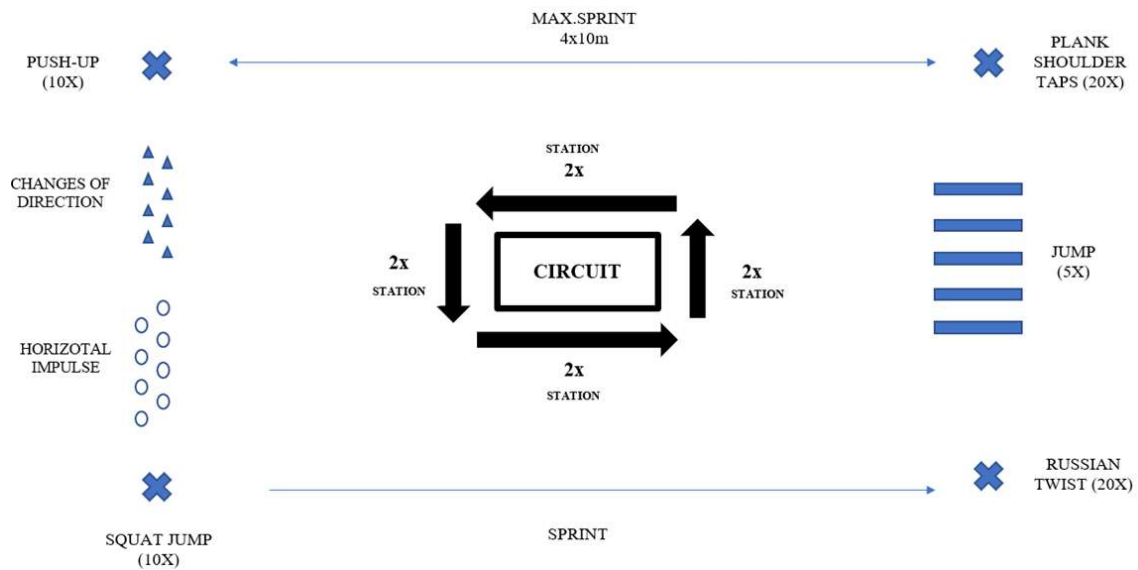 MAX.SPRINT
4x10m
PUSH-UP
(10X)
PLANK
SHOULDER
TAPS (20X)
STATION
2x
CHANGES OF
DIRECTION
2x
STATION
CIRCUIT
2x
STATION
JUMP
(5X)
HORIZOTAL
IMPULSE
2x
STATION
RUSSIAN
TWIST (20X)
SQUAT JUMP
(10X)
SPRINT